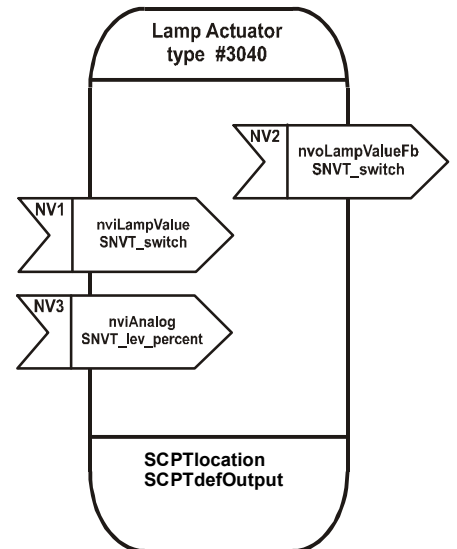 Lamp Actuator
type #3040
NV2
nvoLampValueFb
SNVT_switch
NV1
nviLampValue
SNVT_switch
NV3
nviAnalog
SNVT_lev_percent
SCPTlocation
SCPTdefOutput